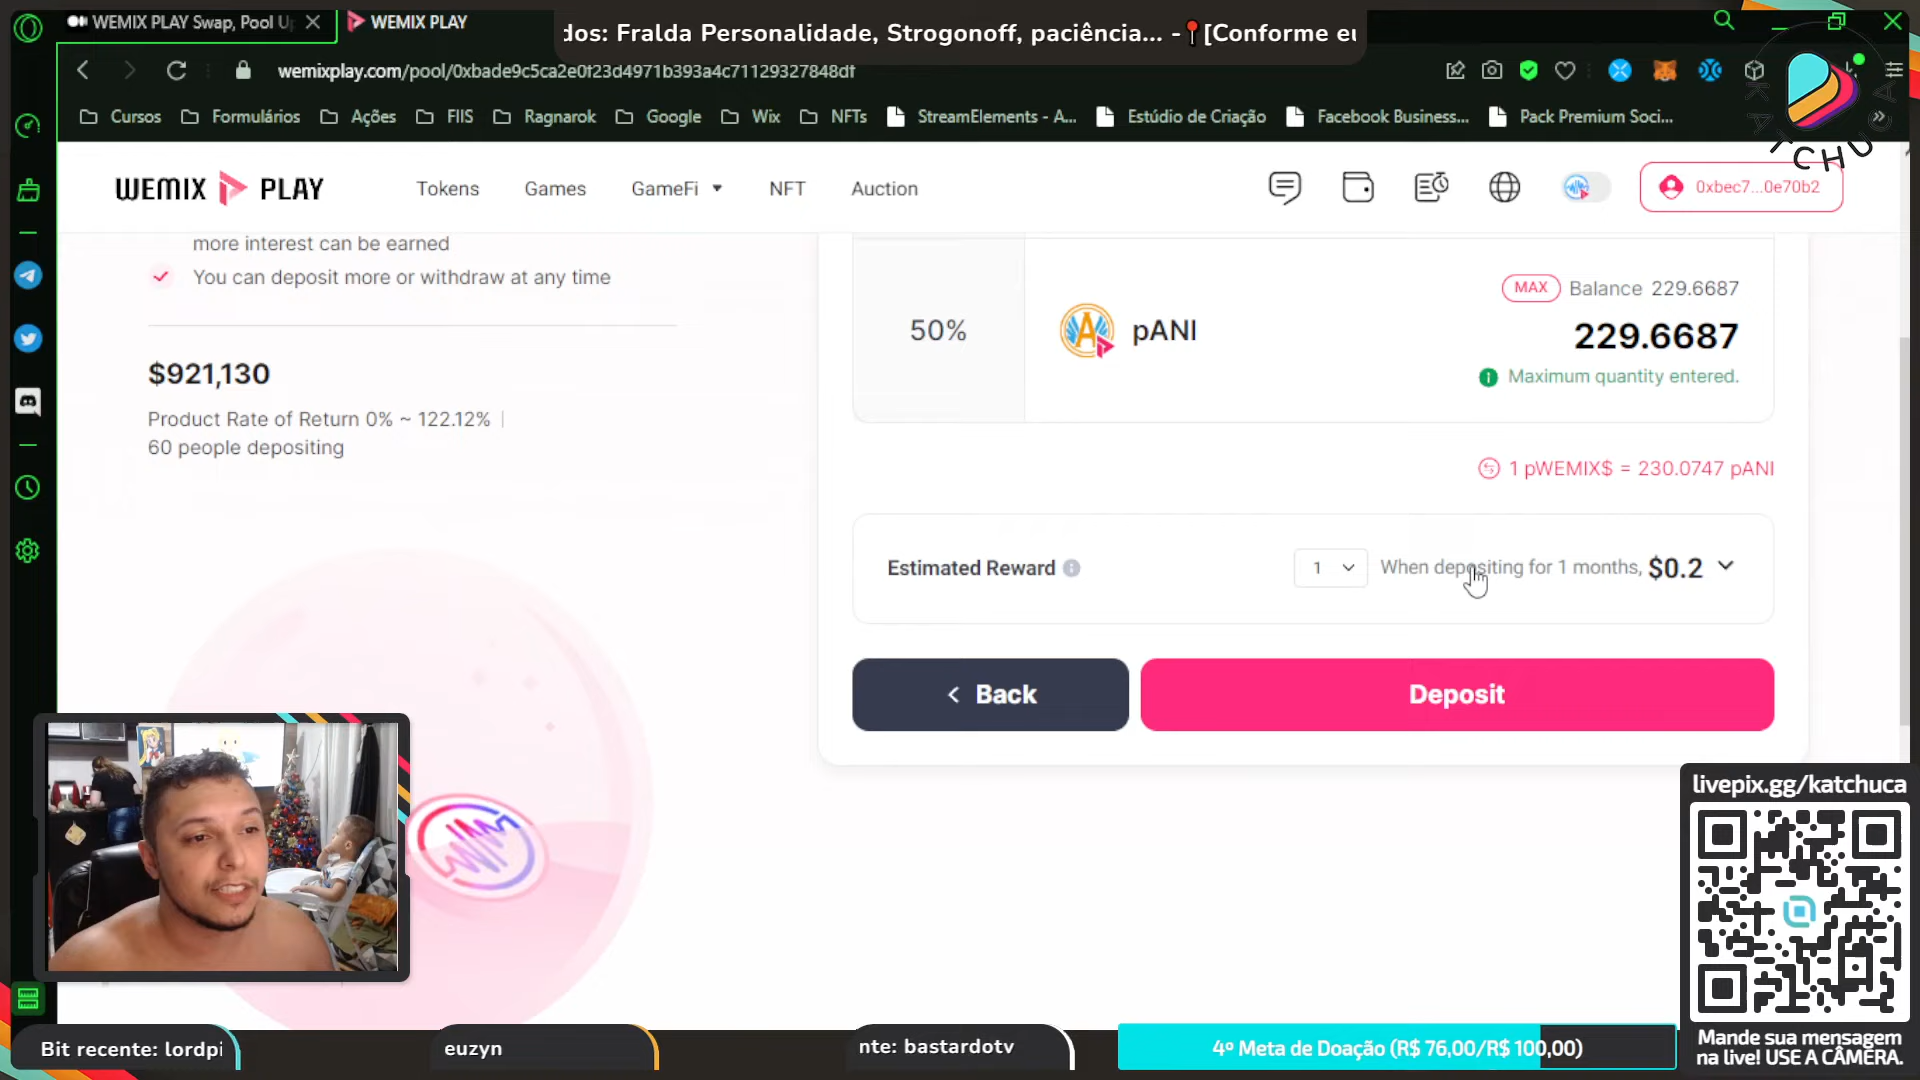 WEMIX PLAY Swap, Pool Up
WEMIX PLAY
dos: Fralda Personalidade, Strogonoff, paciência... - [Conforme eu
wemixplay.com/pool/0xbade9c5ca2e0f23d4971b393a4c71129327848df
Cursos
Formulários
Ações
FIIS
Ragnarok
Google
Wix
NFTs
StreamElements - A...
Estúdio de Criação
Facebook Business...
Pack Premium Soci...
»
KATCHUCA
WEMIX PLAY
Tokens
Games
GameFi
NFT
Auction
0xbec7...0e70b2
more interest can be earned
You can deposit more or withdraw at any time
$921,130
Product Rate of Return 0% ~ 122.12% |
60 people depositing
50%
pANI
MAX Balance 229.6687
229.6687
Maximum quantity entered.
1 pWEMIX$ = 230.0747 pANI
Estimated Reward
1
When depositing for 1 months, $0.2
< Back
Deposit
livepix.gg/katchuca
Mande sua mensagem
na live! USE A CÂMERA.
Bit recente: lordpi
euzyn
nte: bastardotv
4º Meta de Doação (R$ 76,00/R$ 100,00)